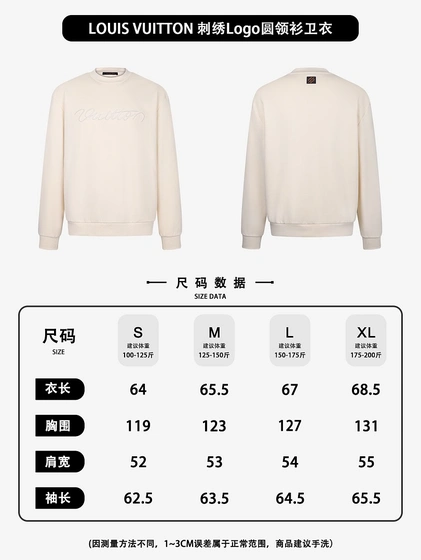 LOUIS VUITTON 刺绣Logo圆领衫卫衣
尺码数据
SIZE DATA
尺码 S M L XL
SIZE 建议体重 建议体重 建议体重 建议体重
100-125斤 125-150斤 150-175斤 175-200斤
衣长 64 65.5 67 68.5
胸围 119 123 127 131
肩宽 52 53 54 55
袖长 62.5 63.5 64.5 65.5
(因测量方法不同，1~3CM误差属于正常范围，商品建议手洗)